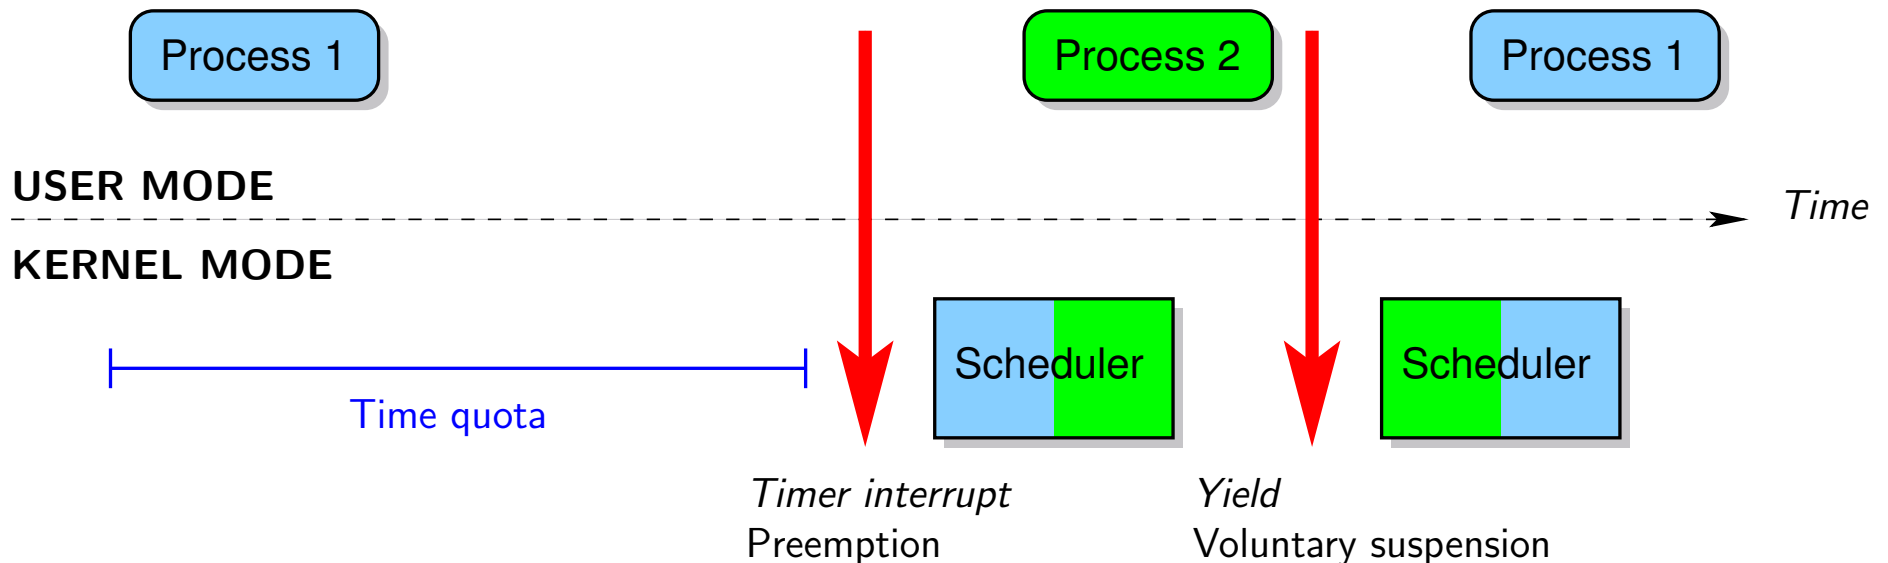 Process 1
Process 2
Process 1
USER MODE
Time
KERNEL MODE
Scheduler
Scheduler
Time quota
Timer interrupt
Preemption
Yield
Voluntary suspension